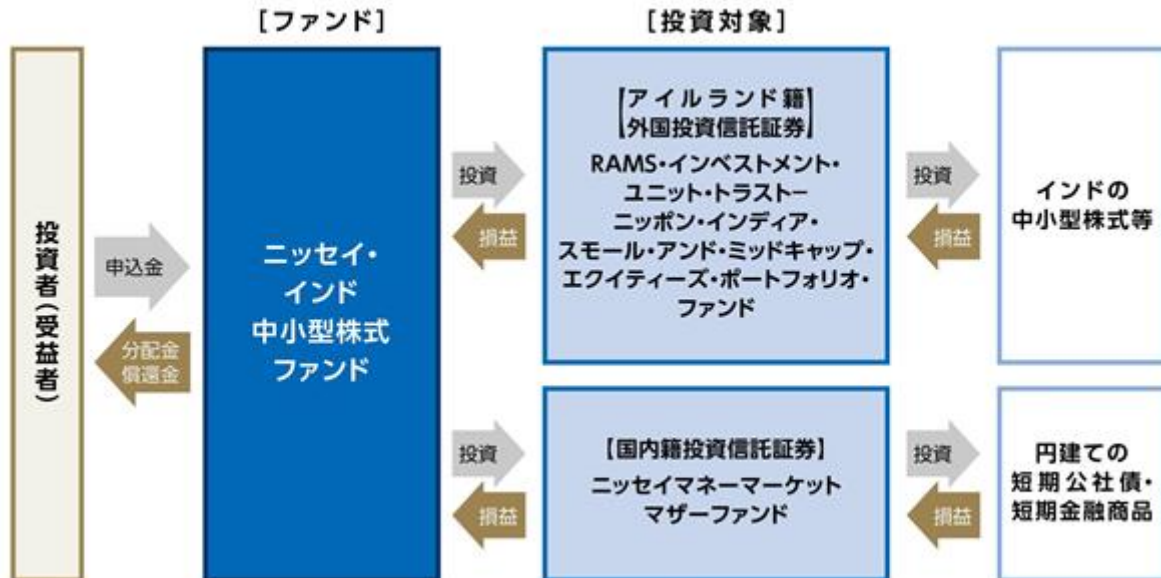 [ファンド]
[投資対象]
投資者(受益者)
申込金
分配金
償還金
ニッセイ・
インド
中小型株式
ファンド
投資
損益
【アイルランド籍
外国投資信託証券】
RAMS・インベストメント・
ユニット・トラストー
ニッポン・インディア・
スモール・アンド・ミッドキャップ・
エクイティーズ・ポートフォリオ・
ファンド
投資
損益
インドの
中小型株式等
投資
損益
【国内籍投資信託証券】
ニッセイマネーマーケット
マザーファンド
投資
損益
円建ての
短期公社債・
短期金融商品